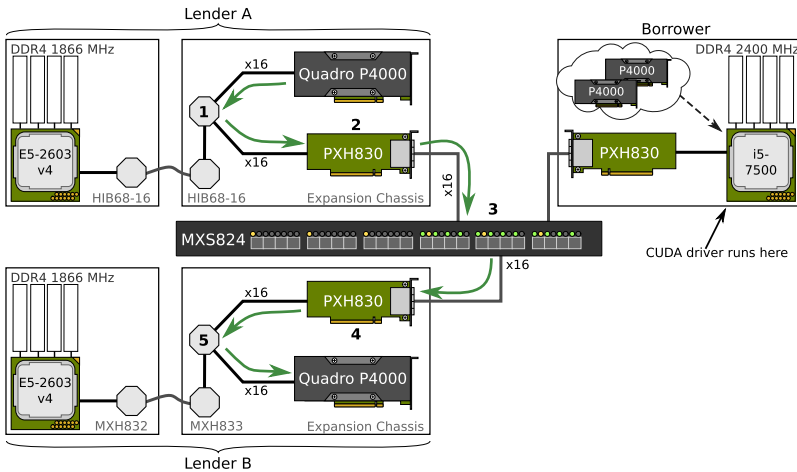 Lender A
DDR4 1866 MHz
E5-2603
v4
HIB68-16
x16
Quadro P4000
1
2
PXH830
x16
HIB68-16
Expansion Chassis
x16
Borrower
DDR4 2400 MHz
P4000
P4000
PXH830
i5-
7500
CUDA driver runs here
3
MXS824
x16
DDR4 1866 MHz
E5-2603
v4
MXH832
x16
PXH830
4
5
Quadro P4000
x16
MXH833
Expansion Chassis
Lender B